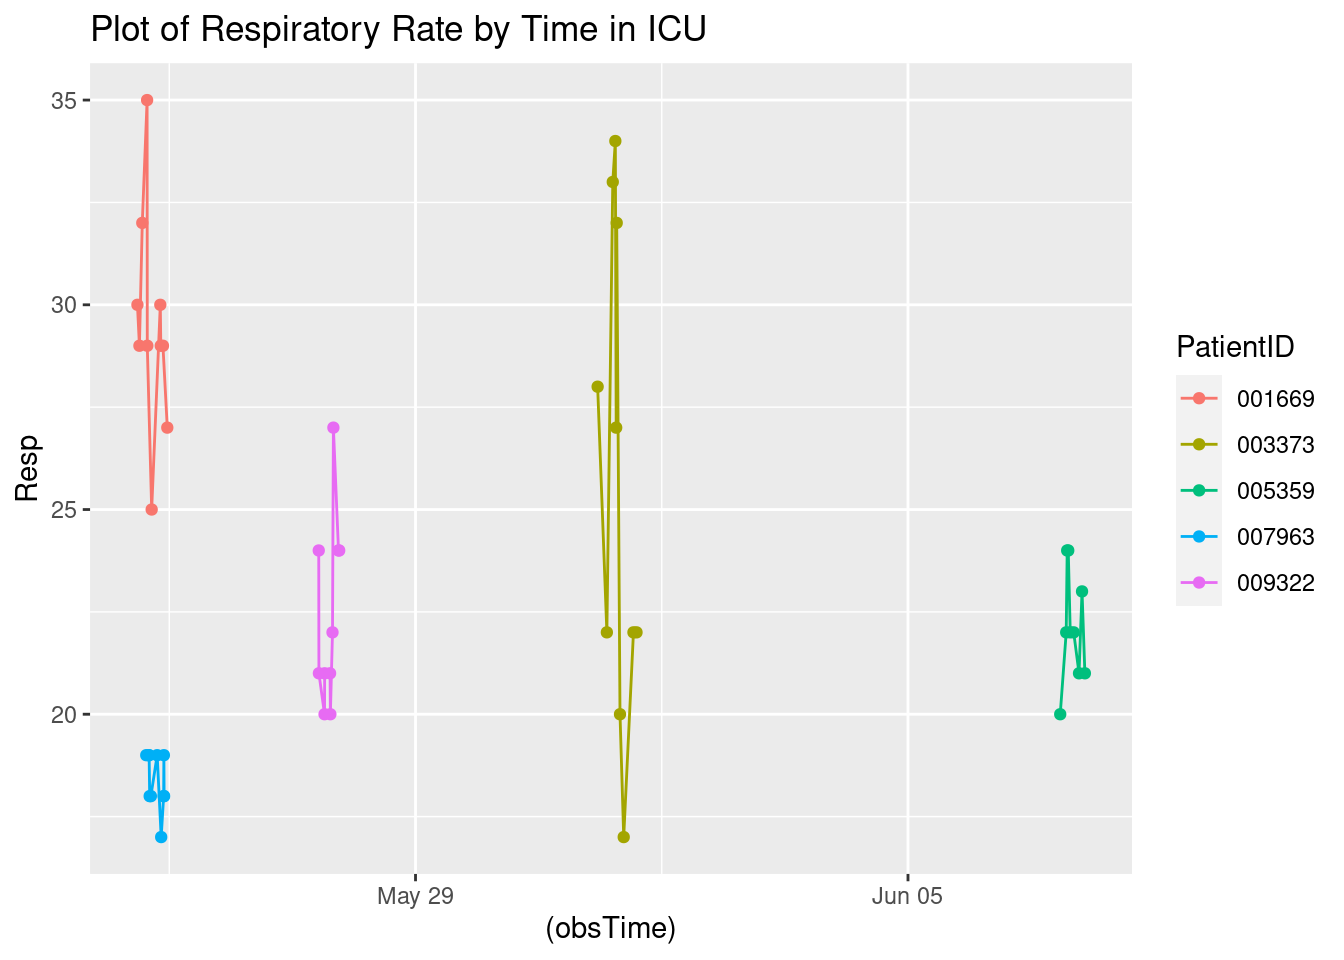 Plot of Respiratory Rate by Time in ICU
35
30
25
20
Resp
May 29
Jun 05
(obsTime)
PatientID
001669
003373
005359
007963
009322